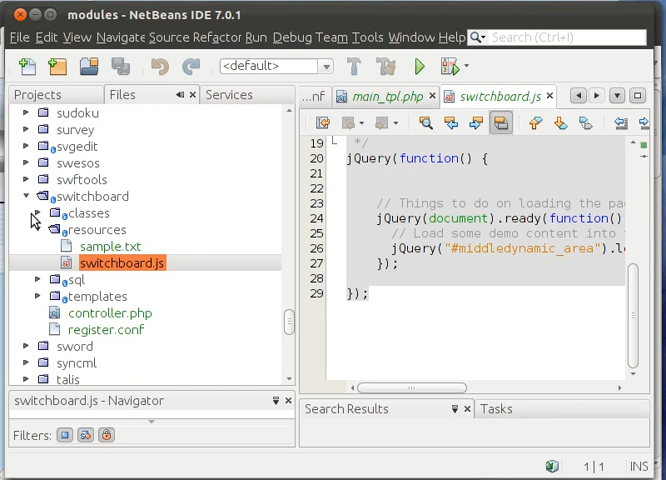 modules - NetBeans IDE 7.0.1
File Edit View Navigate Source Refactor Run Debug Team Tools Window Help
Search (Ctrl+I)
<default>
Projects Files Services
...nf main_tpl.php switchboard.js
sudoku
survey
svgedit
swesos
swftools
switchboard
classes
resources
sample.txt
switchboard.js
sql
templates
controller.php
register.conf
sword
syncml
talis
19 */
20 jQuery(function() {
21
22
23 // Things to do on loading the pa
24 jQuery(document).ready(function()
25 // Load some demo content into
26 jQuery("#middledynamic_area").l
27 });
28
29 });
switchboard.js - Navigator
Filters:
Search Results Tasks
1|1 INS